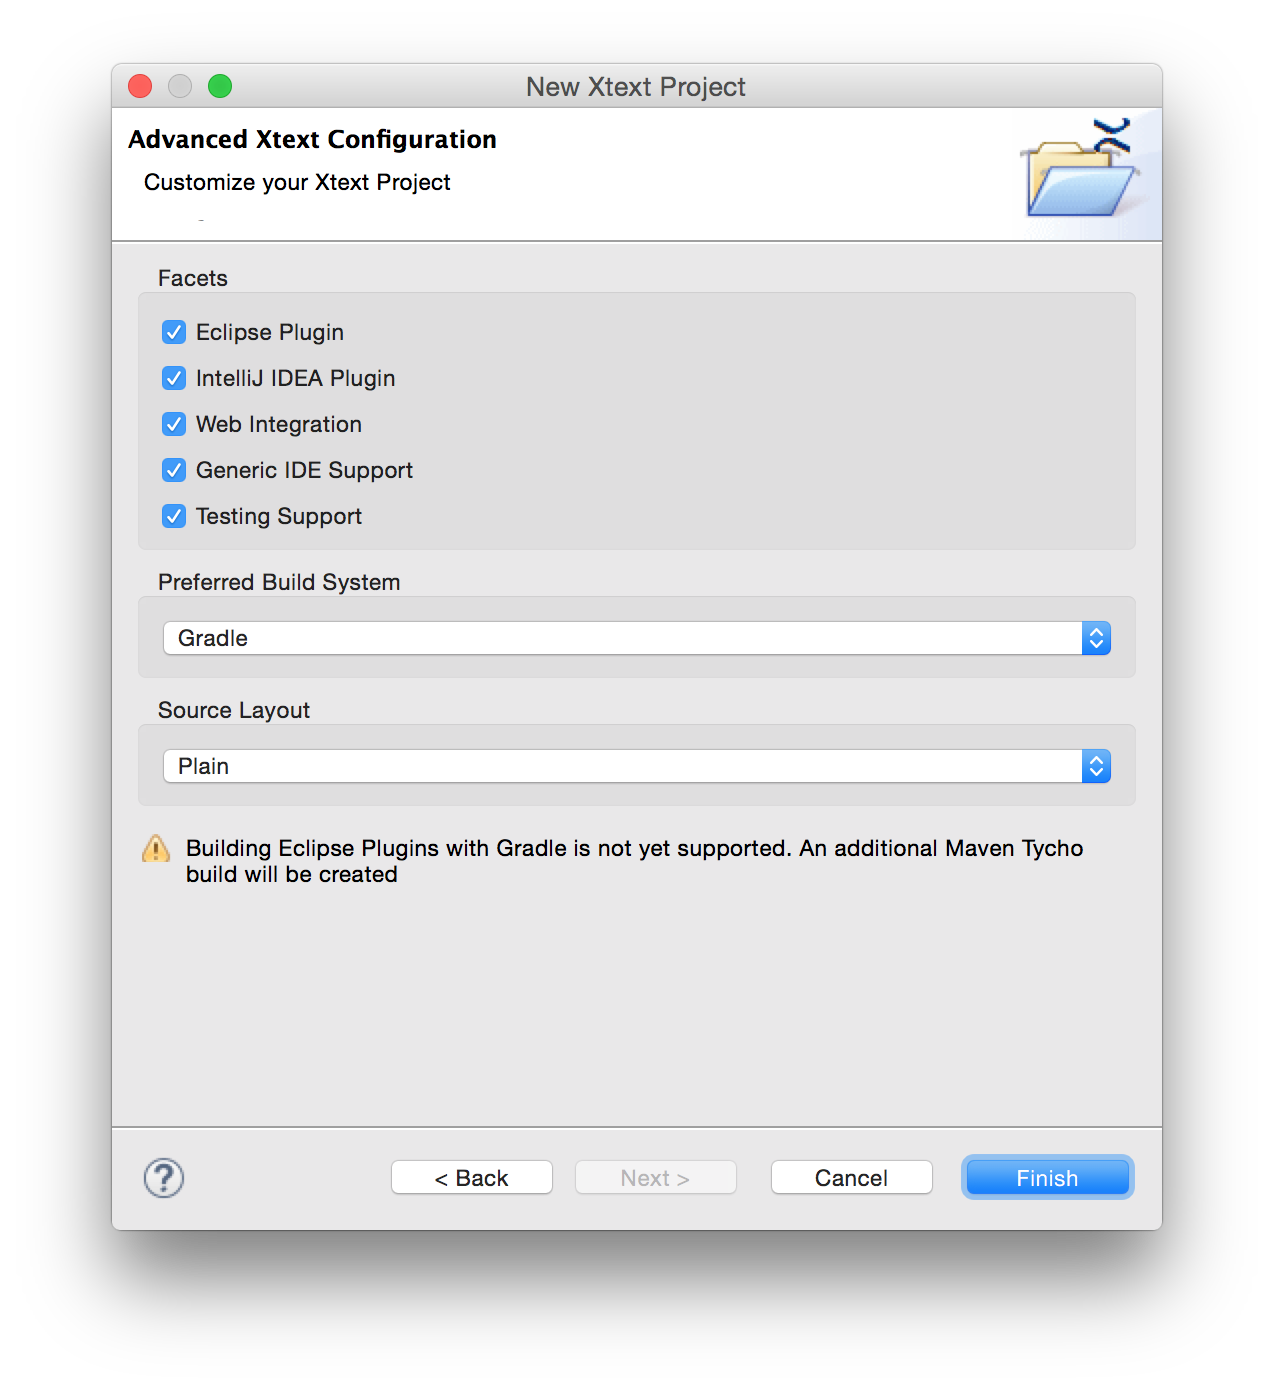 New Xtext Project
Advanced Xtext Configuration
Customize your Xtext Project
Facets
Eclipse Plugin
IntelliJ IDEA Plugin
Web Integration
Generic IDE Support
Testing Support
Preferred Build System
Gradle
Source Layout
Plain
Building Eclipse Plugins with Gradle is not yet supported. An additional Maven Tycho
build will be created
?
< Back
Next >
Cancel
Finish